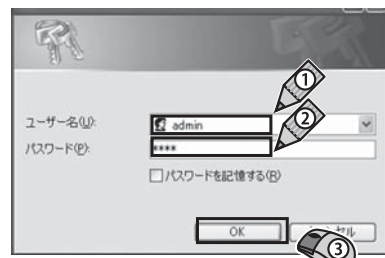 ①
ユーザー名(U):
admin
②
パスワード(P):
****
パスワードを記憶する(R)
OK
③